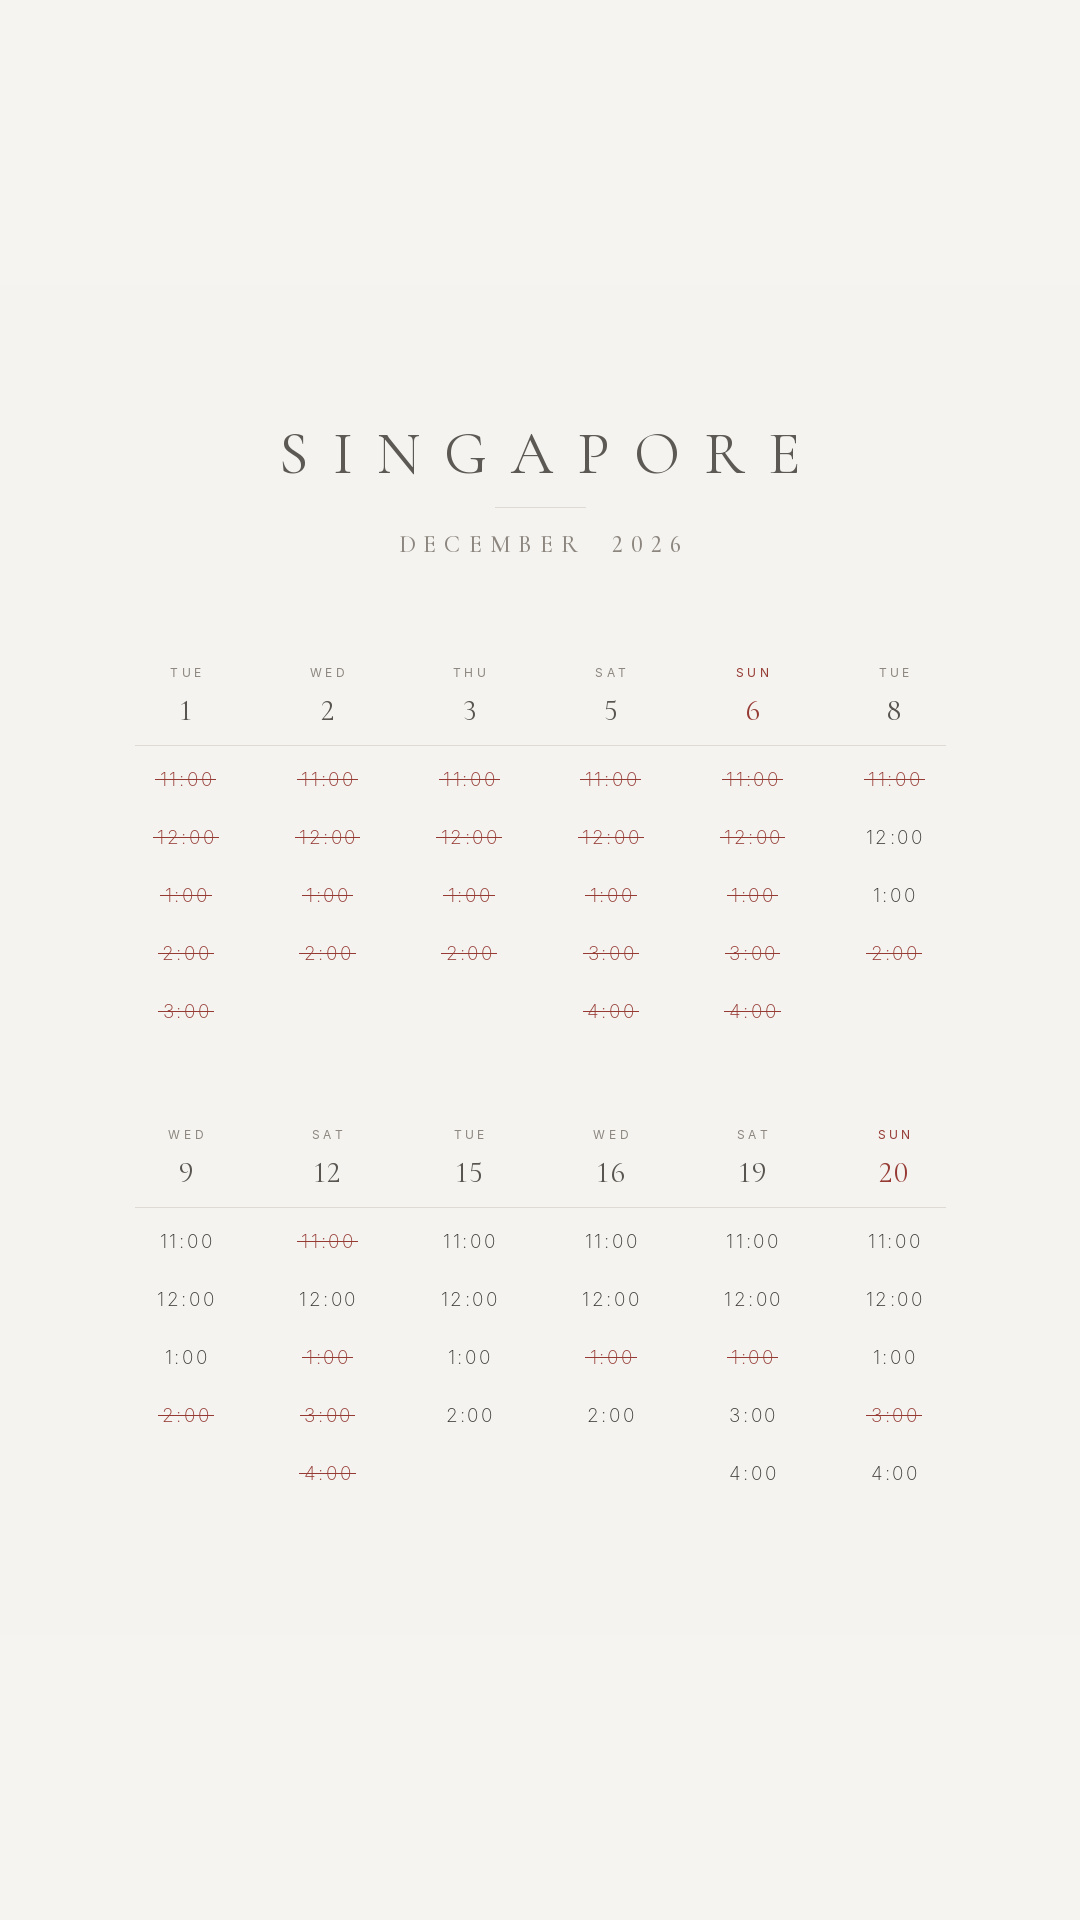 SINGAPORE
DECEMBER 2026
TUE WED THU SAT SUN TUE
1 2 3 5 6 8
11:00 11:00 11:00 11:00 11:00 11:00
12:00 12:00 12:00 12:00 12:00 12:00
1:00 1:00 1:00 1:00 1:00 1:00
2:00 2:00 2:00 3:00 3:00 2:00
3:00 4:00 4:00
WED SAT TUE WED SAT SUN
9 12 15 16 19 20
11:00 11:00 11:00 11:00 11:00 11:00
12:00 12:00 12:00 12:00 12:00 12:00
1:00 1:00 1:00 1:00 1:00 1:00
2:00 3:00 2:00 2:00 3:00 3:00
4:00 4:00 4:00